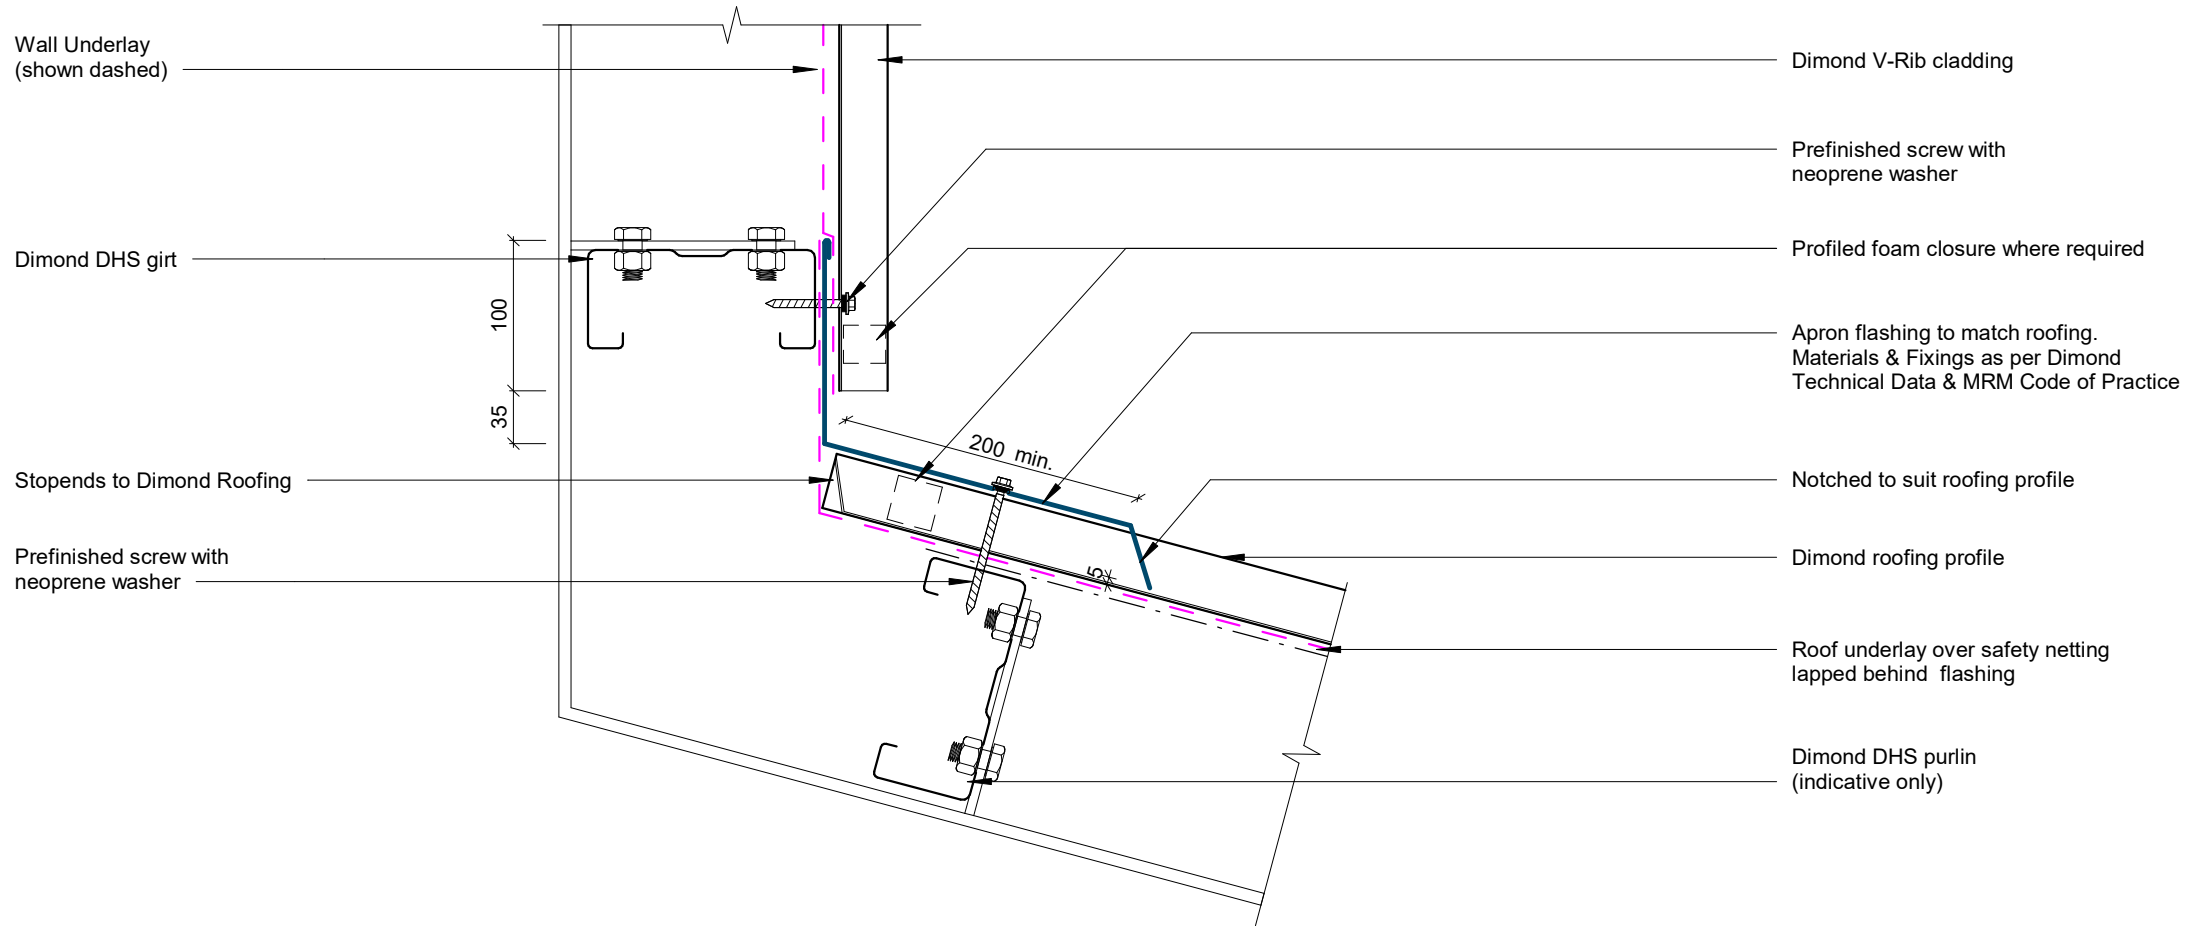 Wall Underlay
(shown dashed)
Dimond DHS girt
Stopends to Dimond Roofing
Prefinished screw with
neoprene washer
100
35
200 min.
5
Dimond V-Rib cladding
Prefinished screw with
neoprene washer
Profiled foam closure where required
Apron flashing to match roofing.
Materials & Fixings as per Dimond
Technical Data & MRM Code of Practice
Notched to suit roofing profile
Dimond roofing profile
Roof underlay over safety netting
lapped behind flashing
Dimond DHS purlin
(indicative only)